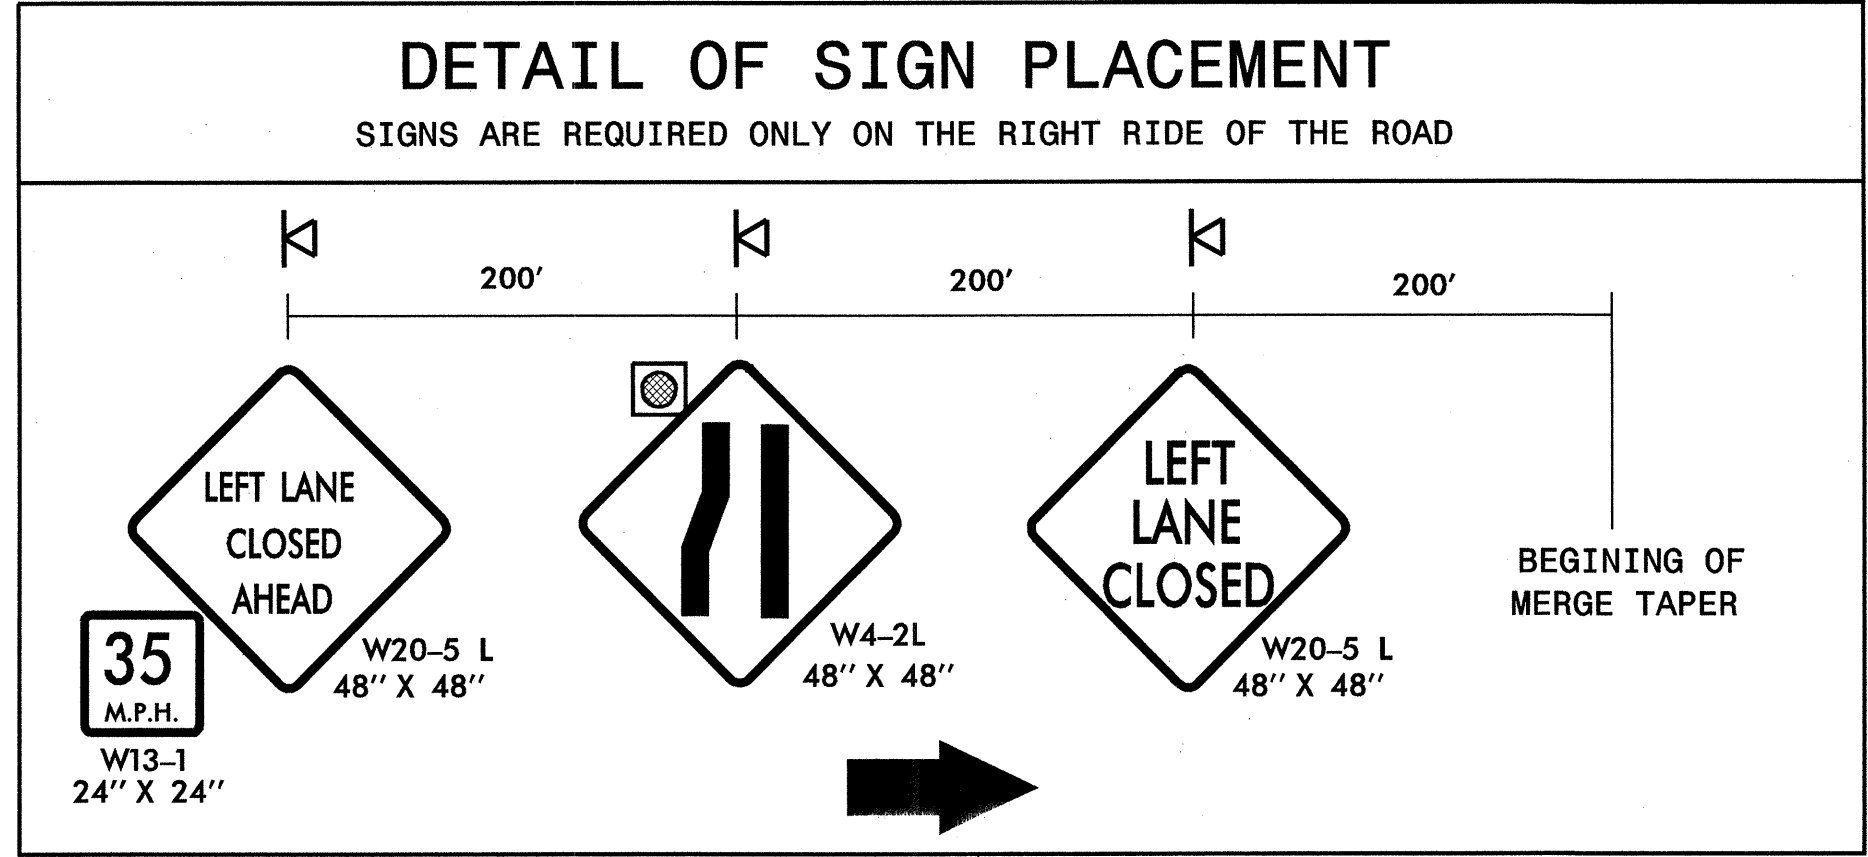 DETAIL OF SIGN PLACEMENT
SIGNS ARE REQUIRED ONLY ON THE RIGHT RIDE OF THE ROAD
200'
200'
200'
LEFT LANE
CLOSED
AHEAD
W20-5 L
48" X 48"
35
M.P.H.
W13-1
24" X 24"
W4-2L
48" X 48"
LEFT
LANE
CLOSED
W20-5 L
48" X 48"
BEGINING OF
MERGE TAPER